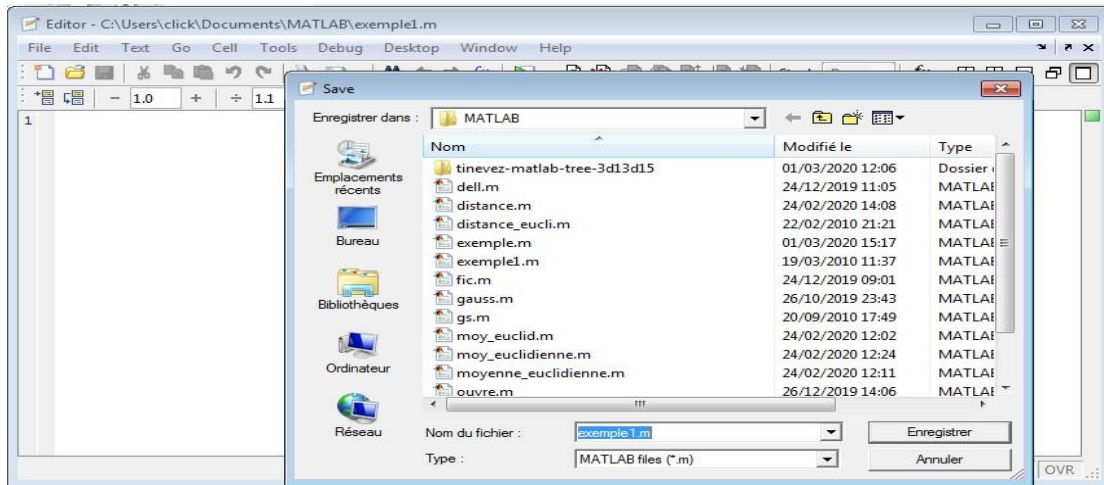 Editor - C:\Users\click\Documents\MATLAB\exemple1.m
File Edit Text Go Cell Tools Debug Desktop Window Help
- 1.0 + ÷ 1.1
1
Save
Enregistrer dans : MATLAB
Nom Modifié le Type
tinevez-matlab-tree-3d13d15 01/03/2020 12:06 Dossier
dell.m 24/12/2019 11:05 MATLAB
distance.m 24/02/2020 14:08 MATLAB
distance_eucli.m 22/02/2010 21:21 MATLAB
exemple.m 01/03/2020 15:17 MATLAB
exemple1.m 19/03/2010 11:37 MATLAB
fic.m 24/12/2019 09:01 MATLAB
gauss.m 26/10/2019 23:43 MATLAB
gs.m 20/09/2010 17:49 MATLAB
moy_euclid.m 24/02/2020 12:02 MATLAB
moy_euclidienne.m 24/02/2020 12:24 MATLAB
moyenne_euclidienne.m 24/02/2020 12:11 MATLAB
ouvre.m 26/12/2019 14:06 MATLAB
Emplacements
récents
Bureau
Bibliothèques
Ordinateur
Réseau
Nom du fichier : exemple1.m Enregistrer
Type : MATLAB files (*.m) Annuler
OVR